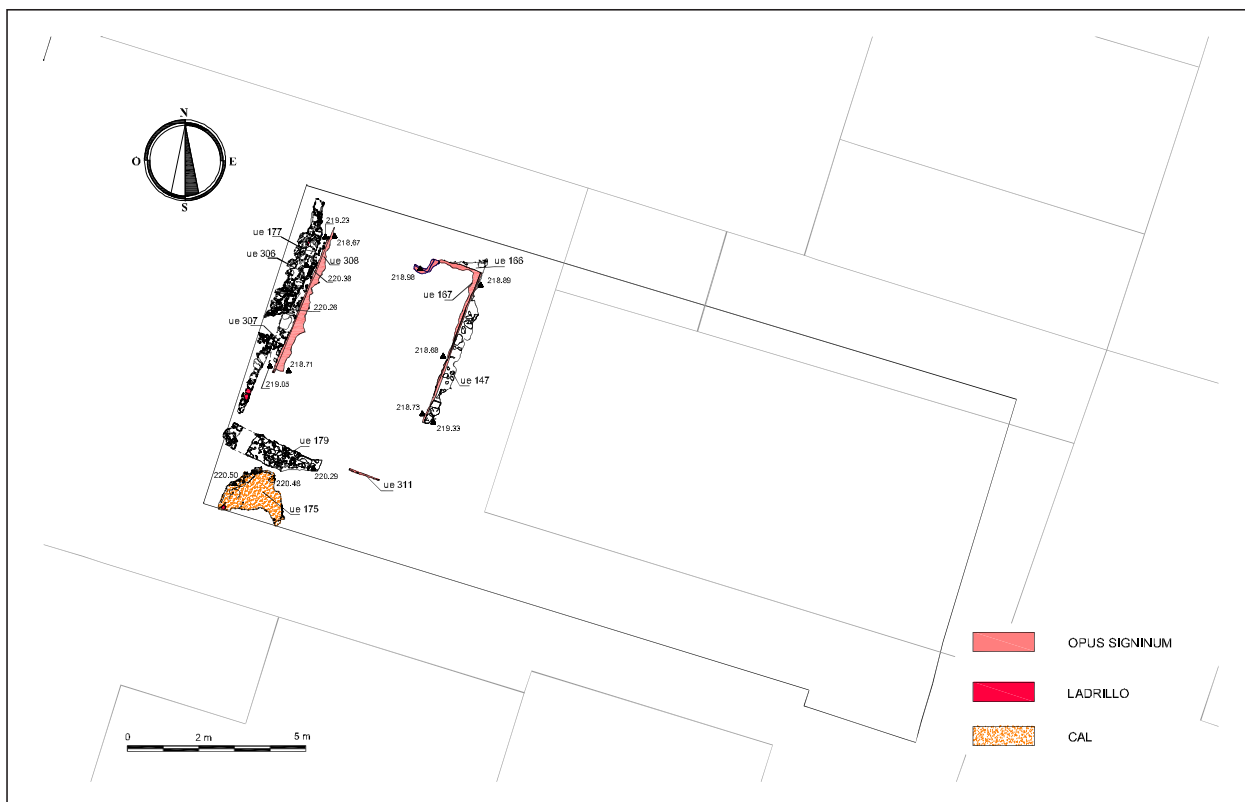 N
O E
S
219.23
ue 177
218.67
ue 306
ue 308
220.38
220.26
ue 307
218.71
219.05
ue 166
218.98
218.89
ue 167
218.68
ue 147
218.73
219.33
ue 179
220.50
220.48
220.29
ue 311
ue 175
OPUS SIGNINUM
LADRILLO
CAL
0 2 m 5 m